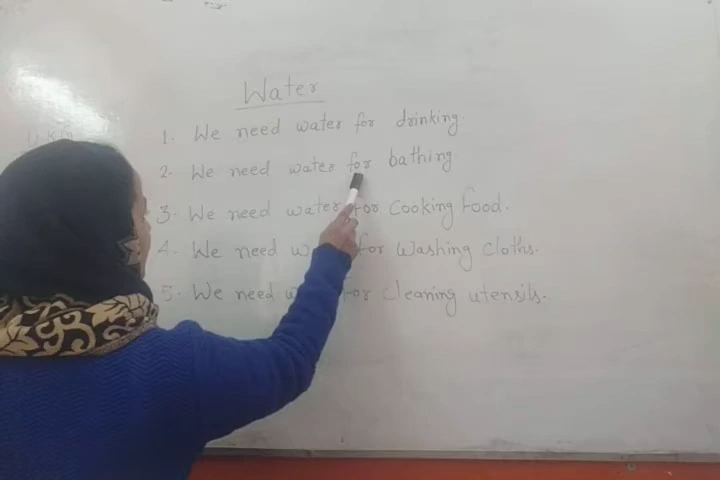 Water
1. We need water for drinking.
2. We need water for bathing
3. We need water for cooking food.
4. We need for washing cloths.
5. We need for cleaning utensils.